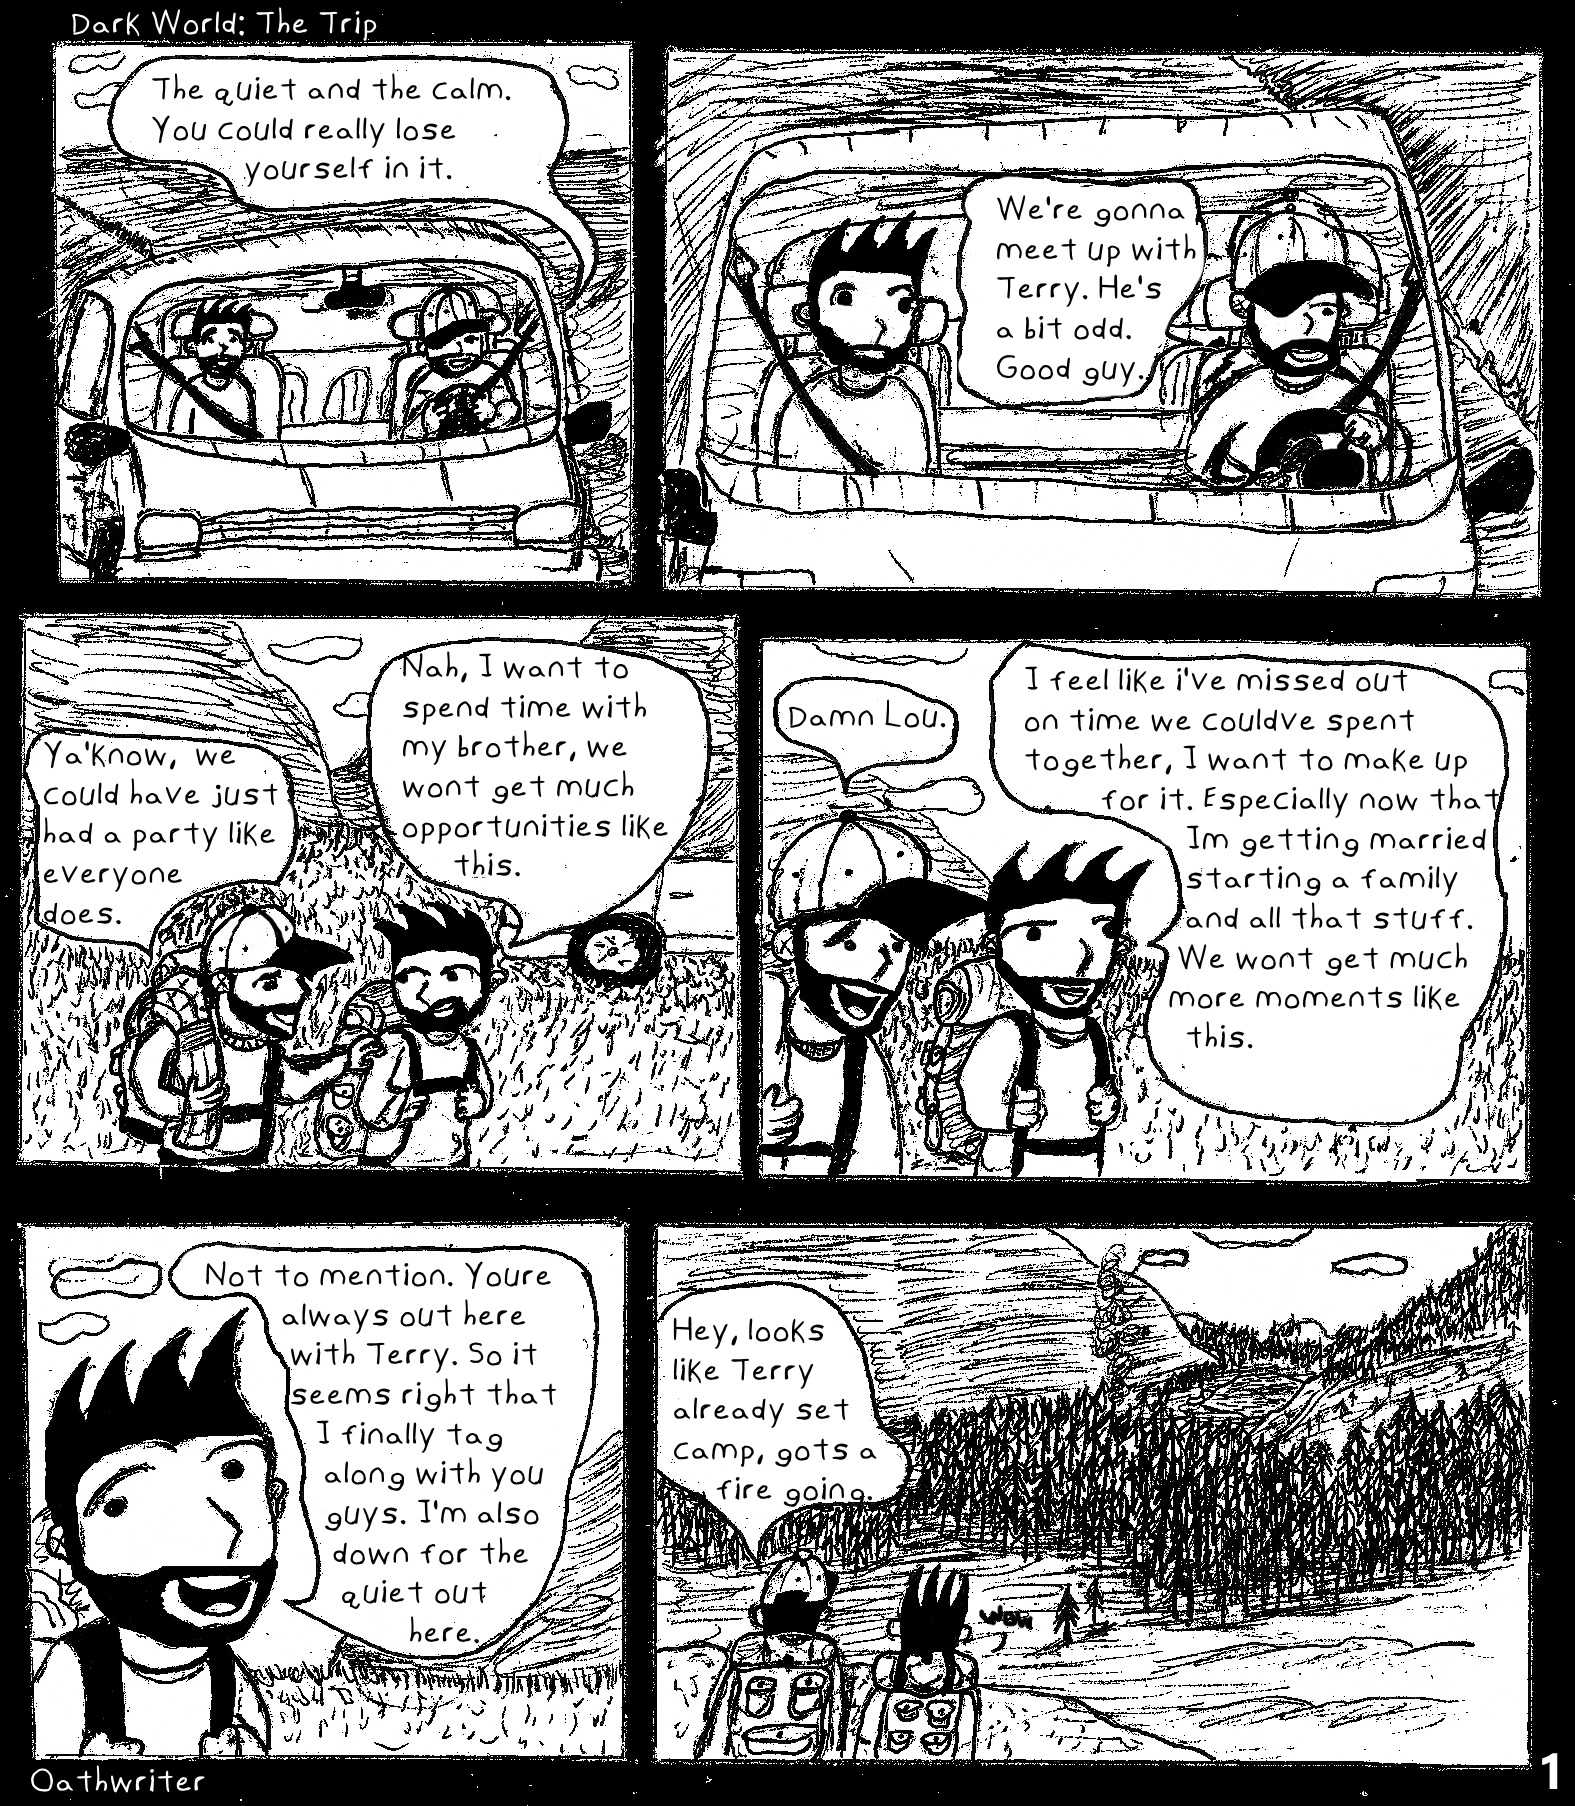 Dark World: The Trip
The quiet and the calm.
You could really lose
yourself in it.
We're gonna
meet up with
Terry. He's
a bit odd.
Good guy.
Ya'know, we
could have just
had a party like
everyone
does.
Nah, I want to
spend time with
my brother, we
wont get much
opportunities like
this.
Damn Lou.
I feel like i've missed out
on time we couldve spent
together, I want to make up
for it. Especially now that
Im getting married
starting a family
and all that stuff.
We wont get much
more moments like
this.
Not to mention. Youre
always out here
with Terry. So it
seems right that
I finally tag
along with you
guys. I'm also
down for the
quiet out
here.
Hey, looks
like Terry
already set
camp, gots a
fire going.
Woh
Oathwriter
1